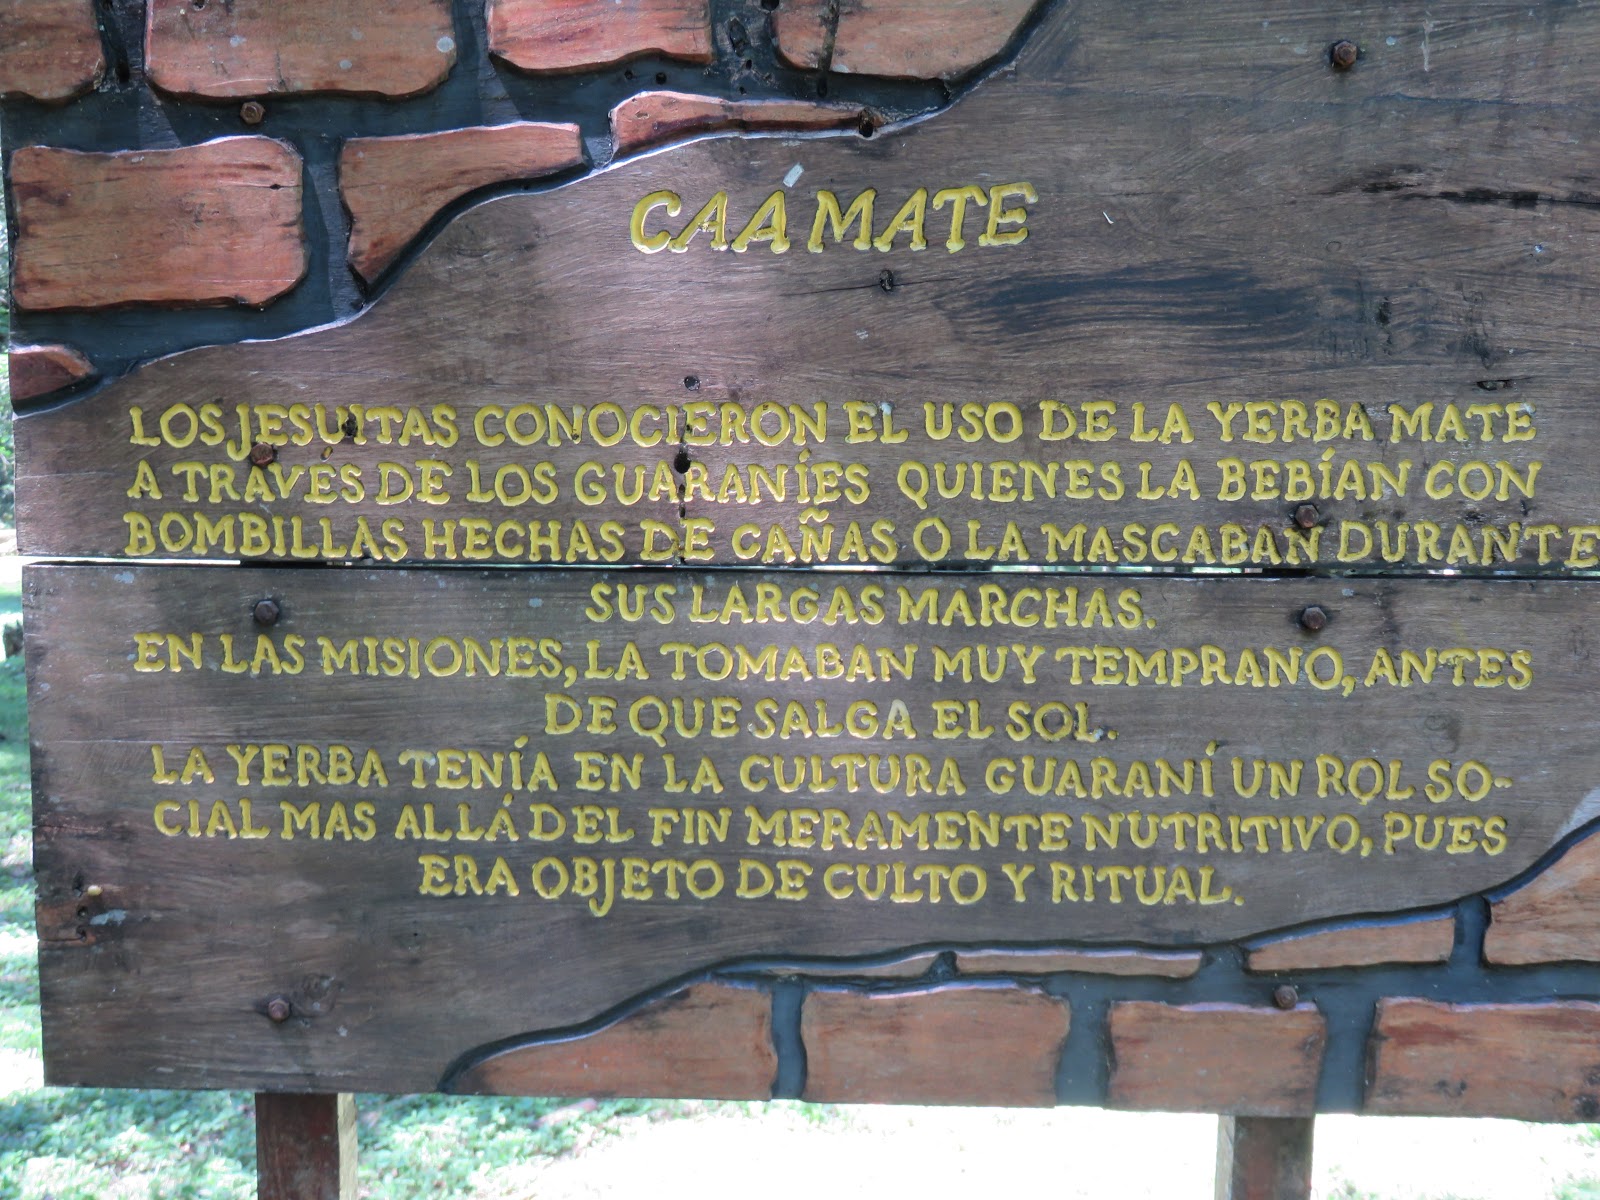 CAA MATE
LOS JESUITAS CONOCIERON EL USO DE LA YERBA MATE
A TRAVÉS DE LOS GUARANÍES QUIENES LA BEBÍAN CON
BOMBILLAS HECHAS DE CAÑAS O LA MASCABAN DURANTE
SUS LARGAS MARCHAS.
EN LAS MISIONES, LA TOMABAN MUY TEMPRANO, ANTES
DE QUE SALGA EL SOL.
LA YERBA TENÍA EN LA CULTURA GUARANÍ UN ROL SO-
CIAL MAS ALLÁ DEL FIN MERAMENTE NUTRITIVO, PUES
ERA OBJETO DE CULTO Y RITUAL.